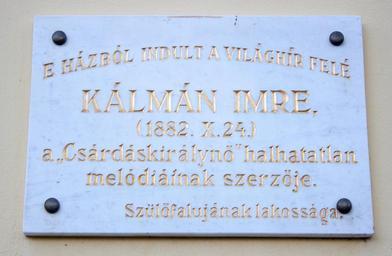 E HÁZBÓL INDULT A VILÁGHÍR FELÉ
KÁLMÁN IMRE,
(1882. X.24.)
a „Csárdáskirálynő” halhatatlan
melódiáinak szerzője.
Szülőfalujának lakossága.